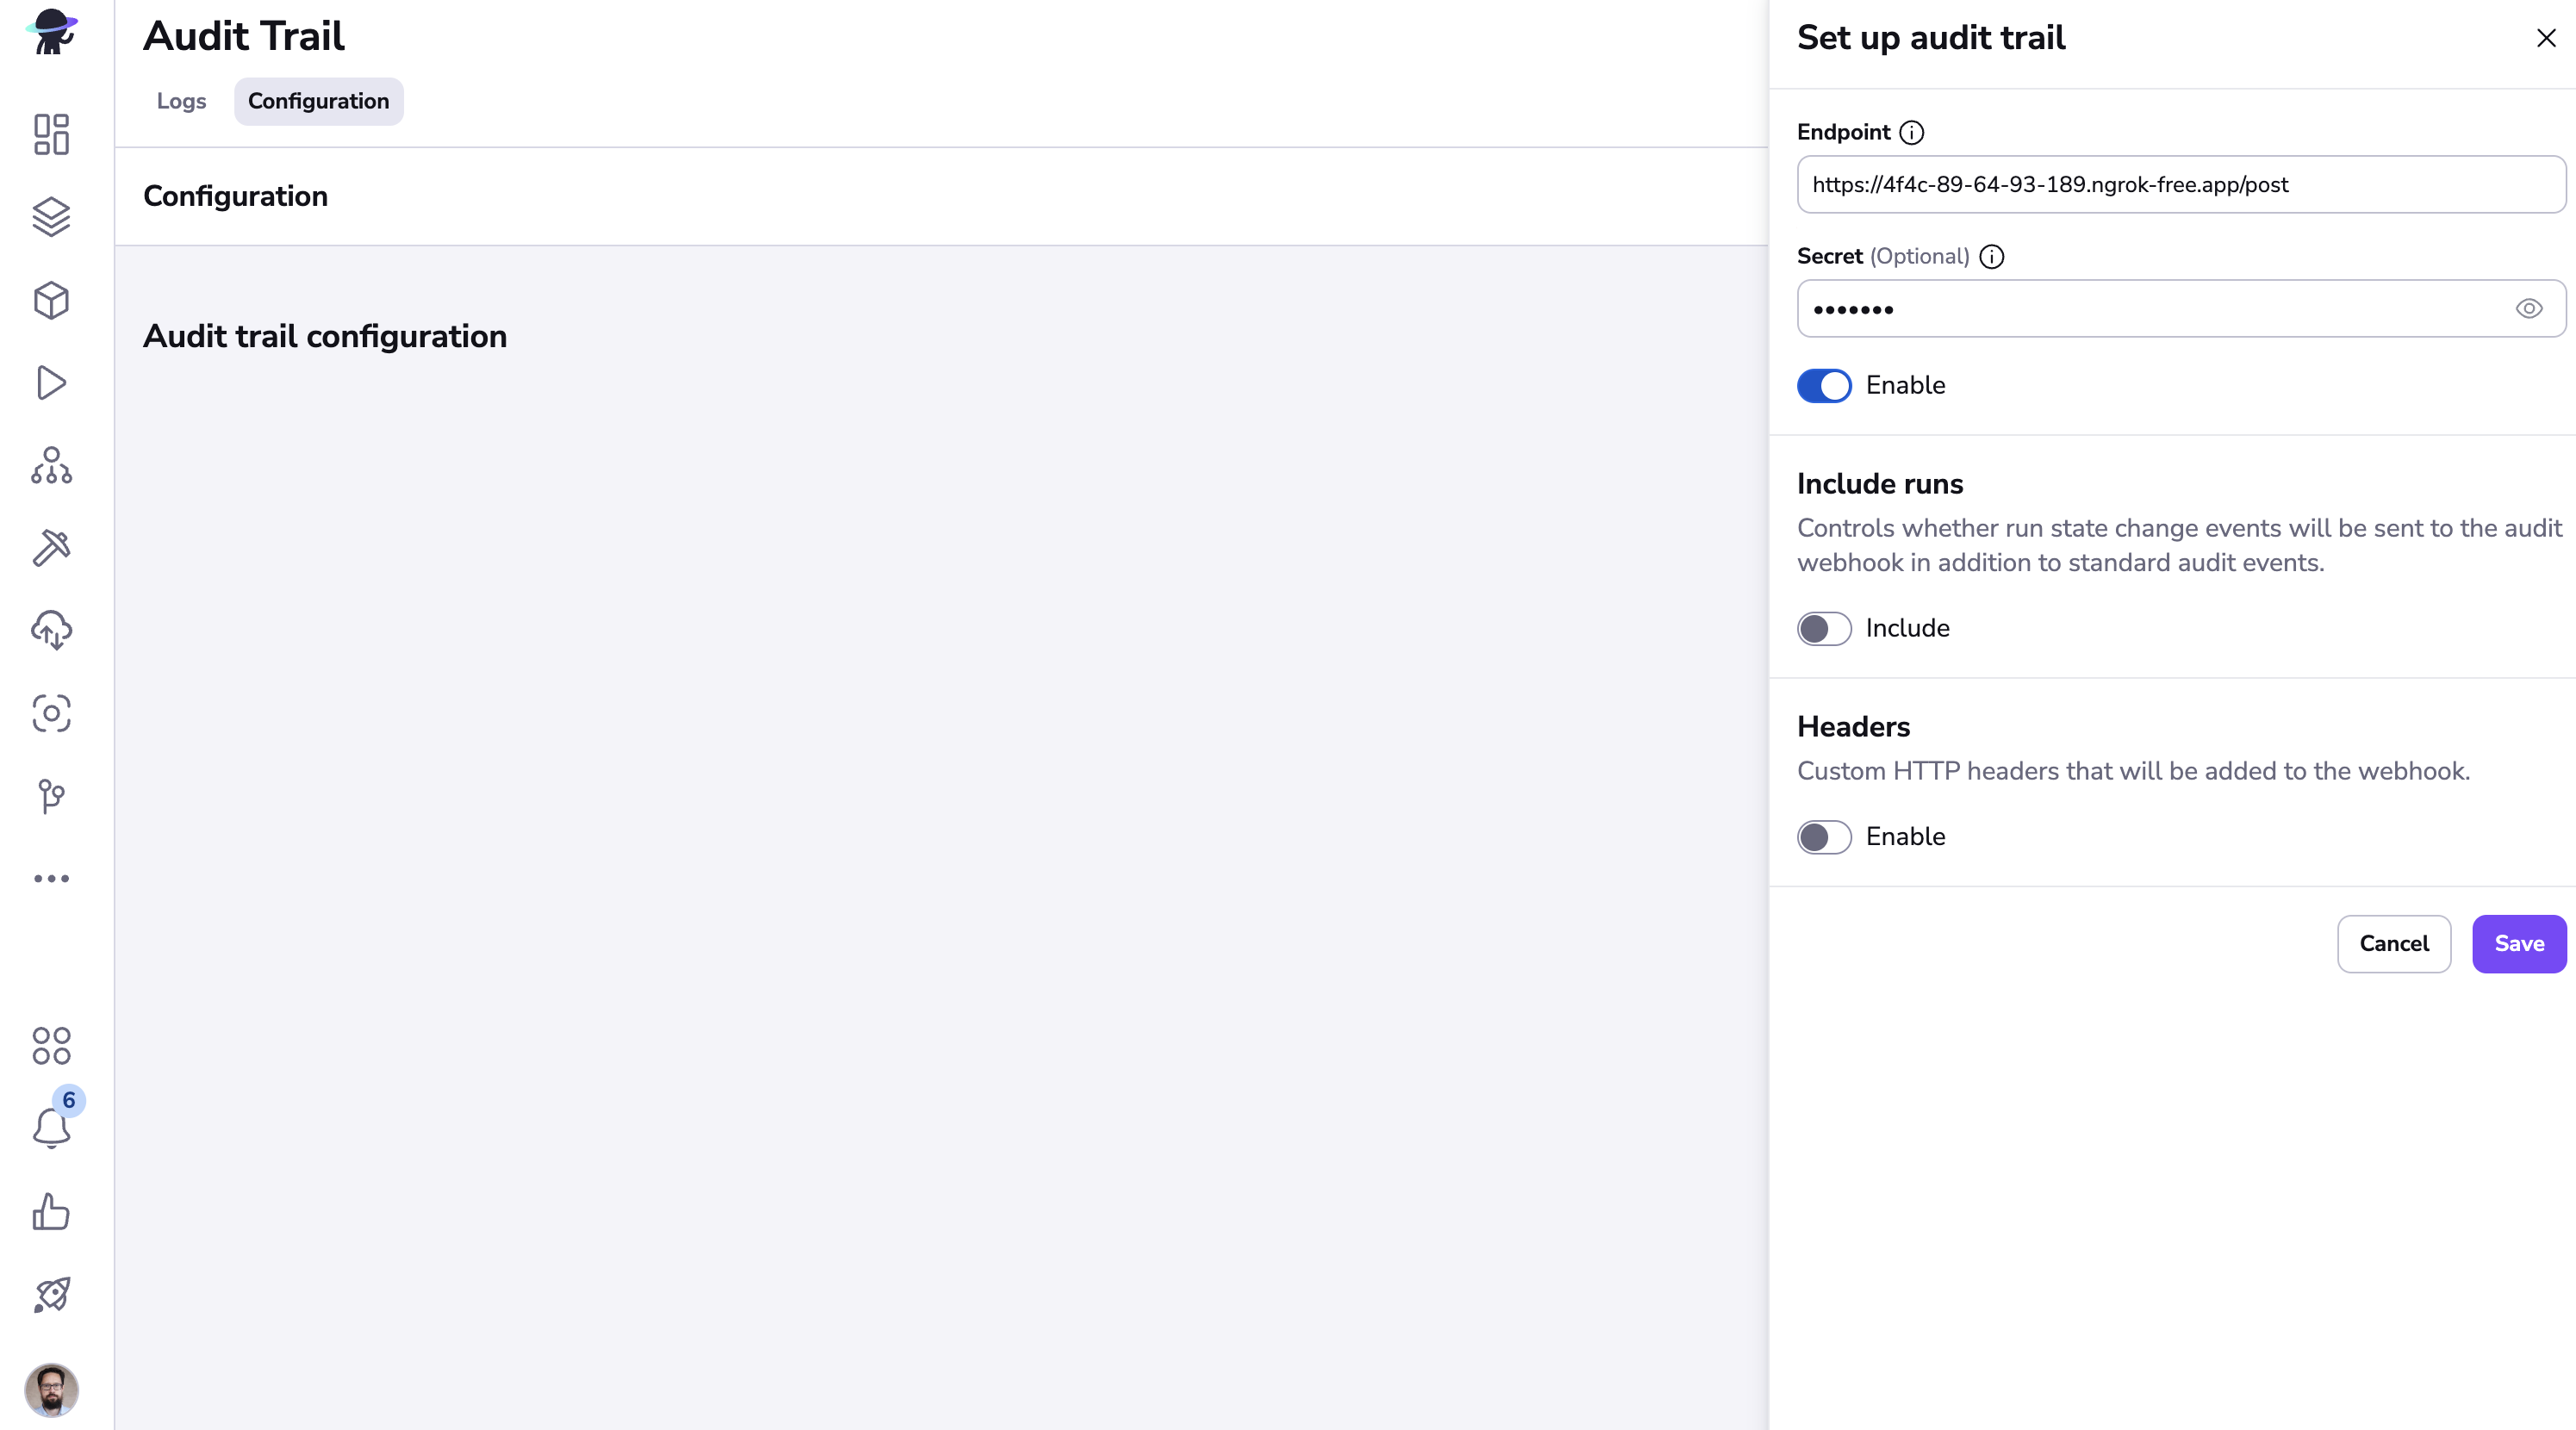 Audit Trail
Logs
Configuration
Configuration
Audit trail configuration
6
Set up audit trail
Endpoint
https://4f4c-89-64-93-189.ngrok-free.app/post
Secret (Optional)
•••••••
Enable
Include runs
Controls whether run state change events will be sent to the audit
webhook in addition to standard audit events.
Include
Headers
Custom HTTP headers that will be added to the webhook.
Enable
Cancel
Save